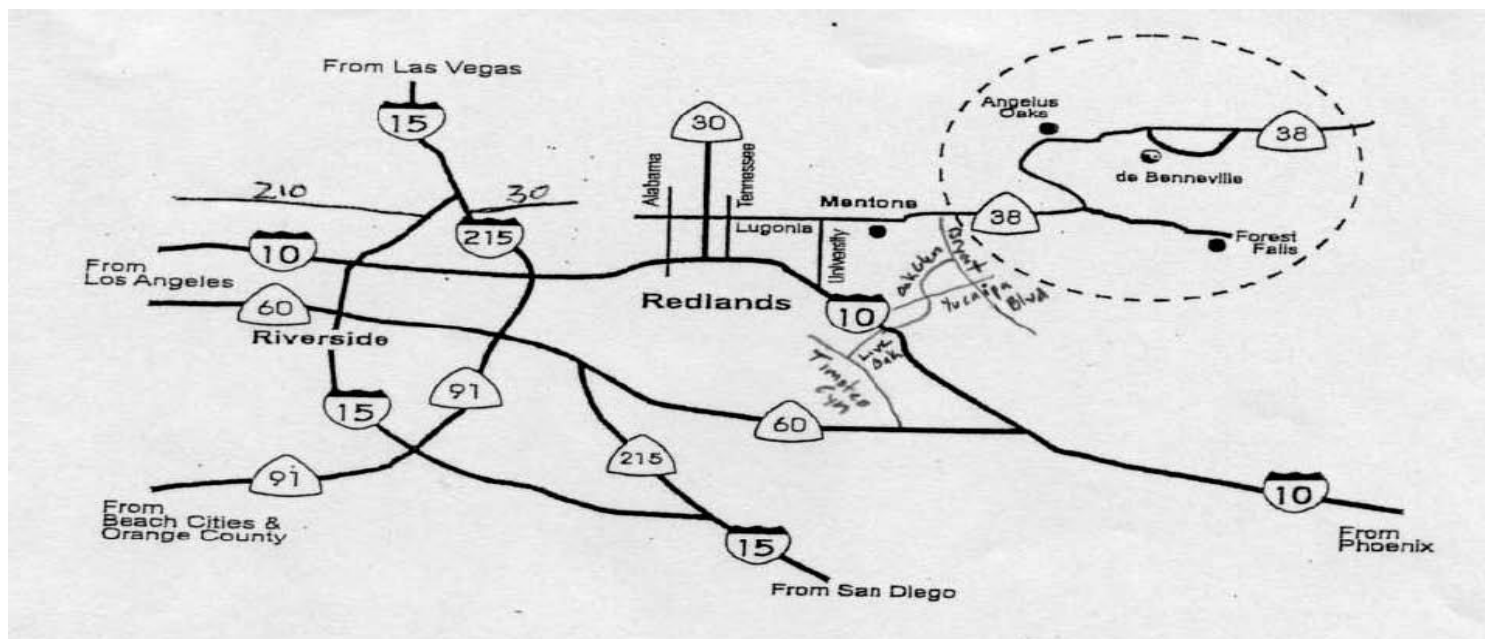 From Las Vegas
15
210
30
215
10
From
Los Angeles
60
Riverside
15
91
91
From
Beach Cities &
Orange County
215
15
From San Diego
Alabama
30
Tennessee
Lugonia
University
Mentone
Redlands
10
38
Angelus
Oaks
38
de Benneville
Forest
Falls
Oak Glen
Bryant
Yucaipa
Blvd
Live
Oak
Timoteo
Cyn
60
10
From
Phoenix